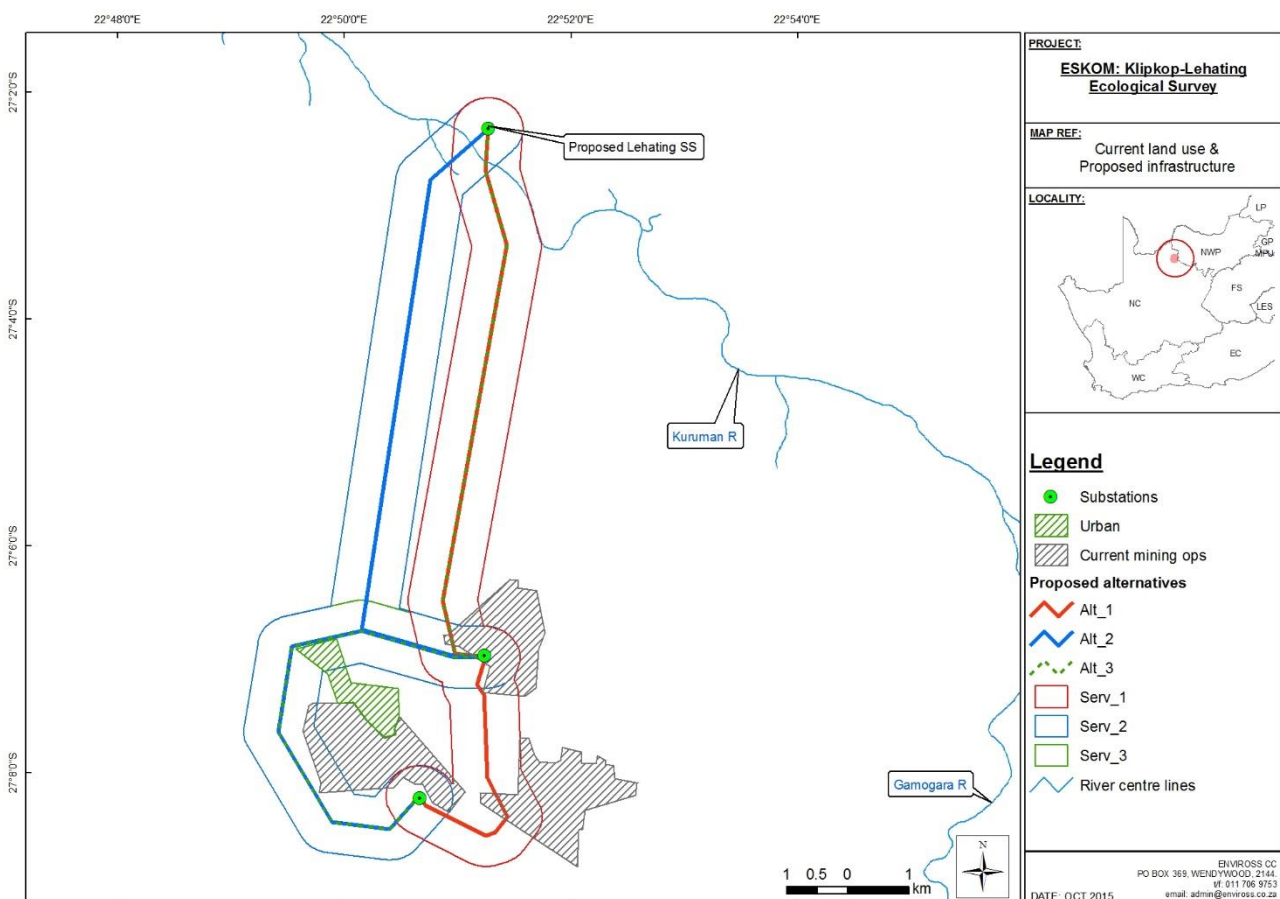 22°48'0"E
22°50'0"E
22°52'0"E
22°54'0"E
27°2'0"S
27°4'0"S
27°6'0"S
27°8'0"S
Proposed Lehating SS
Kuruman R
Gamogara R
1 0.5 0 1
km
N
PROJECT:
ESKOM: Klipkop-Lehating
Ecological Survey
MAP REF:
Current land use &
Proposed infrastructure
LOCALITY:
LP
GP
NWP
MPU
FS
NC
LES
EC
WC
Legend
Substations
Urban
Current mining ops
Proposed alternatives
Alt_1
Alt_2
Alt_3
Serv_1
Serv_2
Serv_3
River centre lines
ENVIROSS CC
PO BOX 369, WENDYWOOD, 2144.
t/f: 011 706 9753
DATE: OCT 2015
email: admin@enviross.co.za